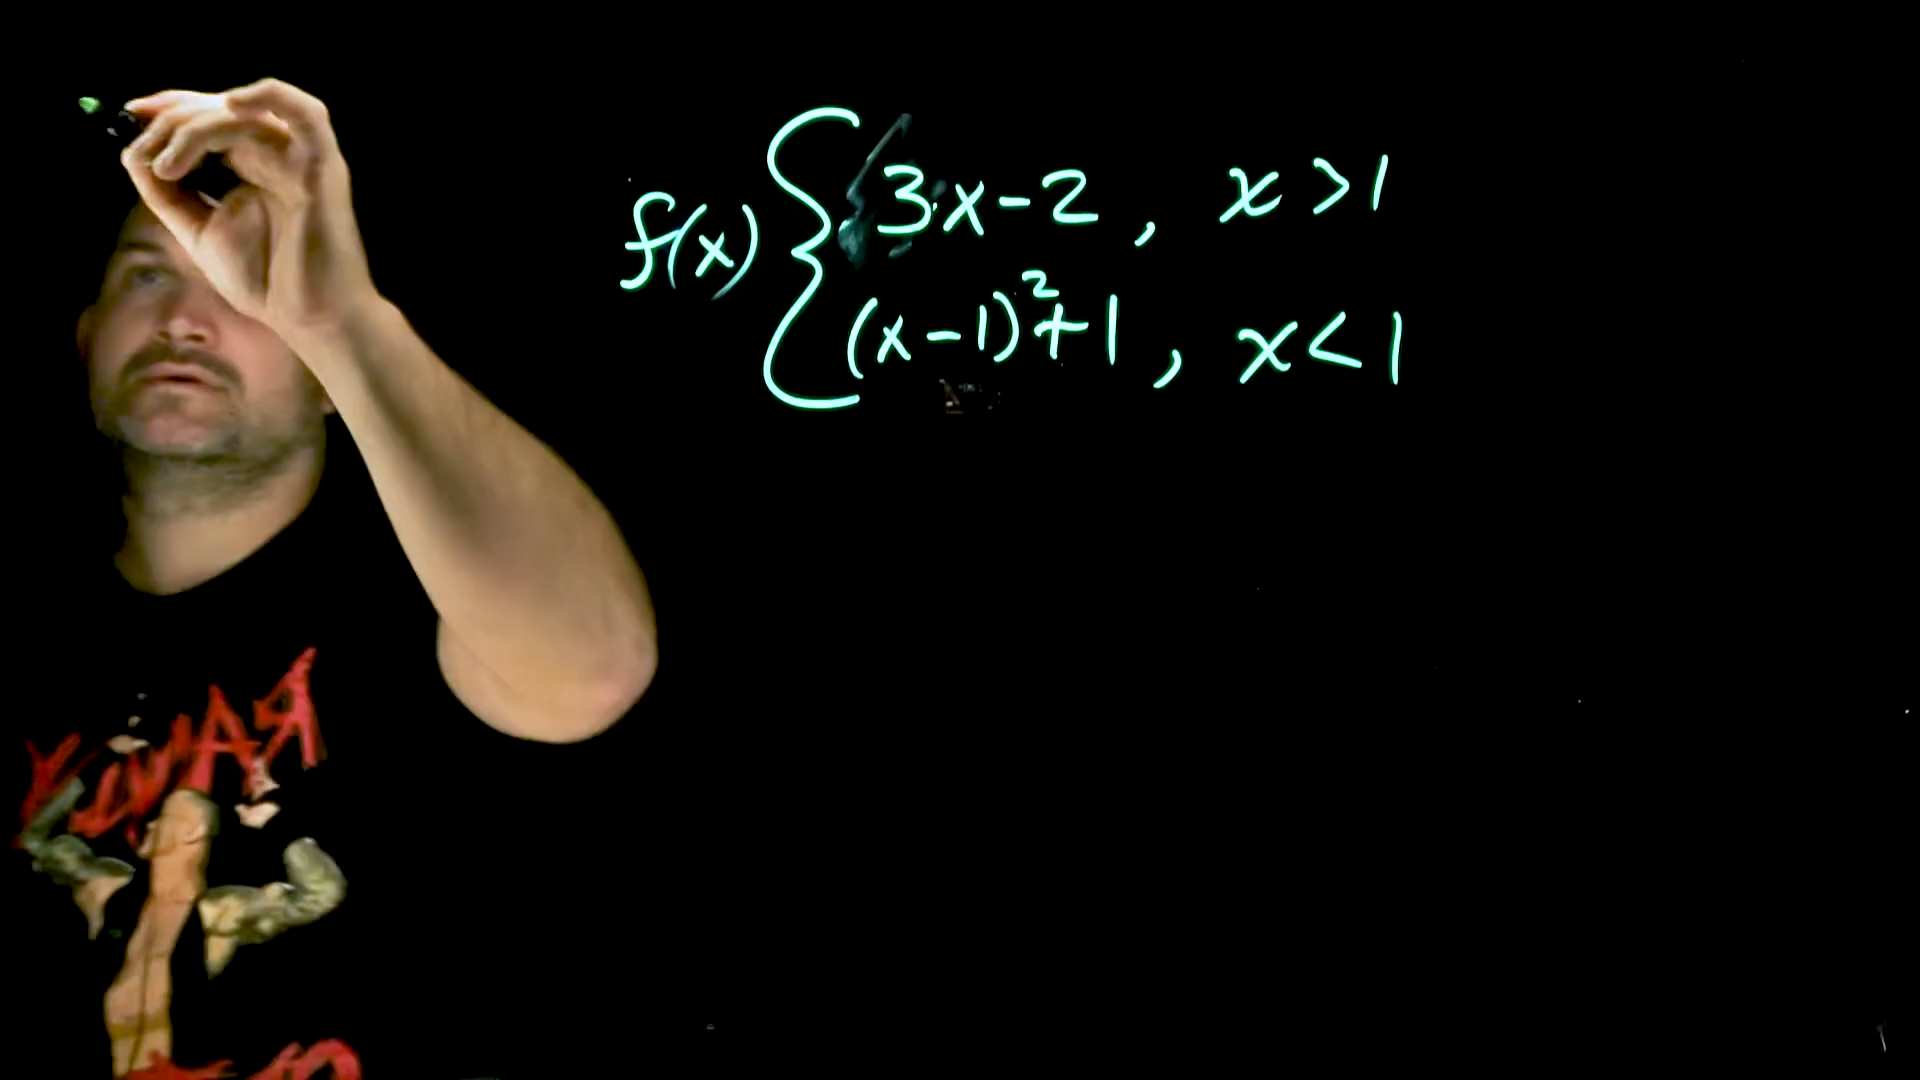 f(x) { 3x-2 , x>1
(x-1)²+1 , x<1